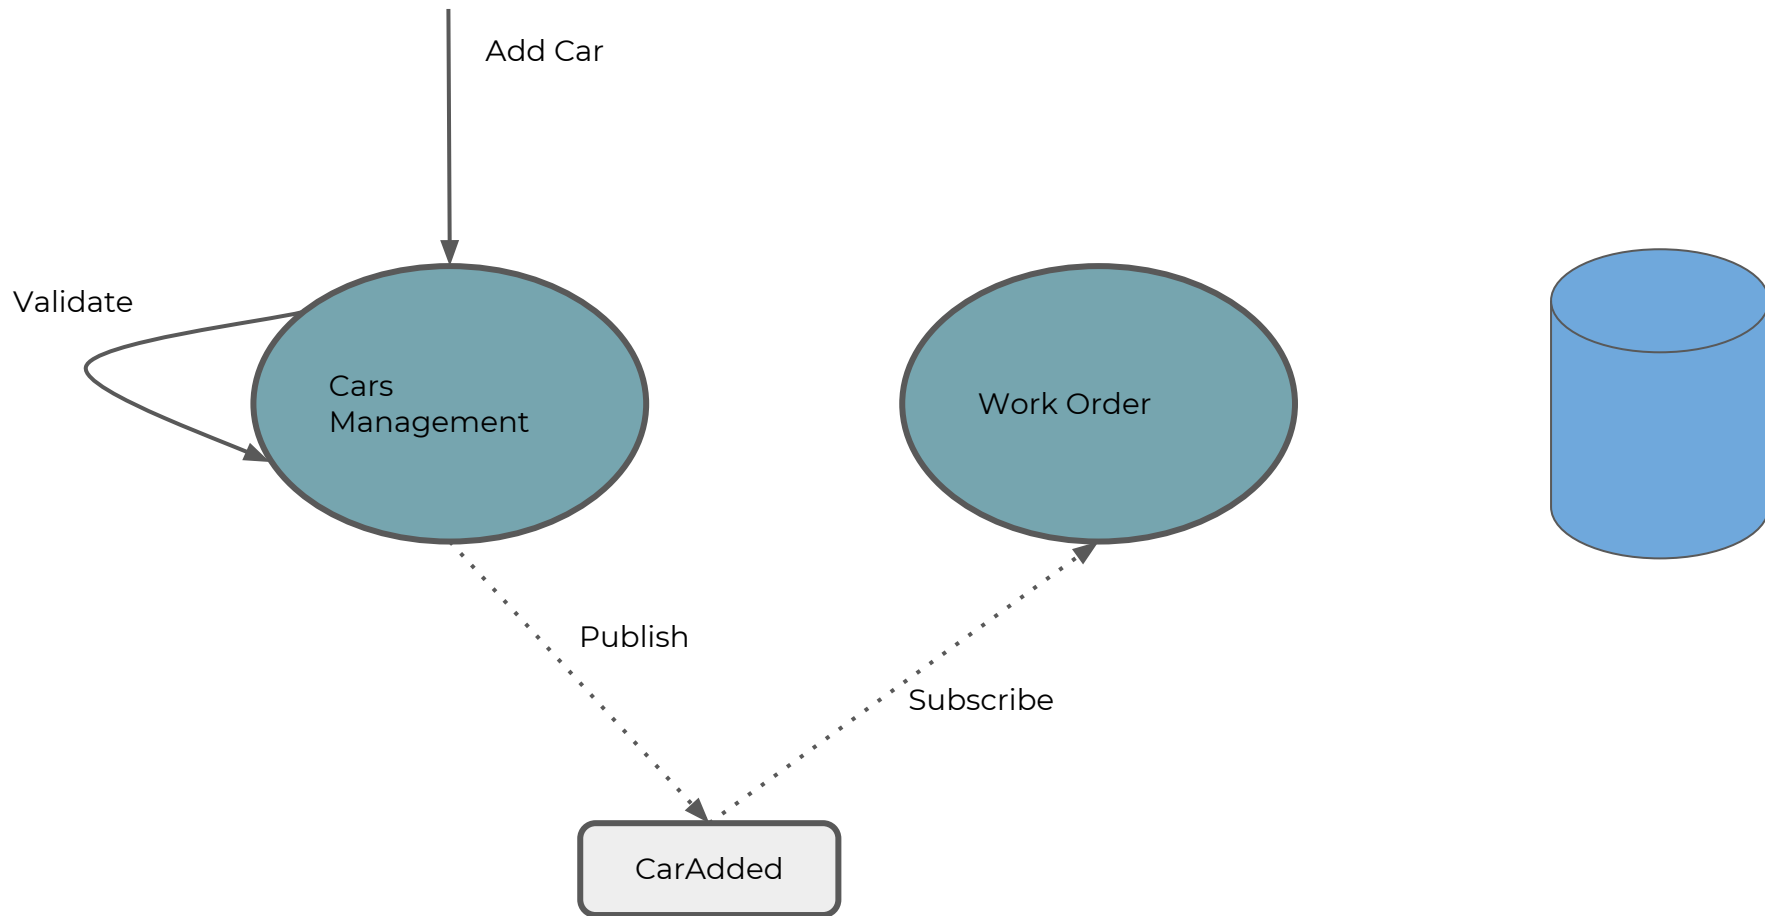 Add Car
Validate
Cars
Management
Work Order
Publish
Subscribe
CarAdded